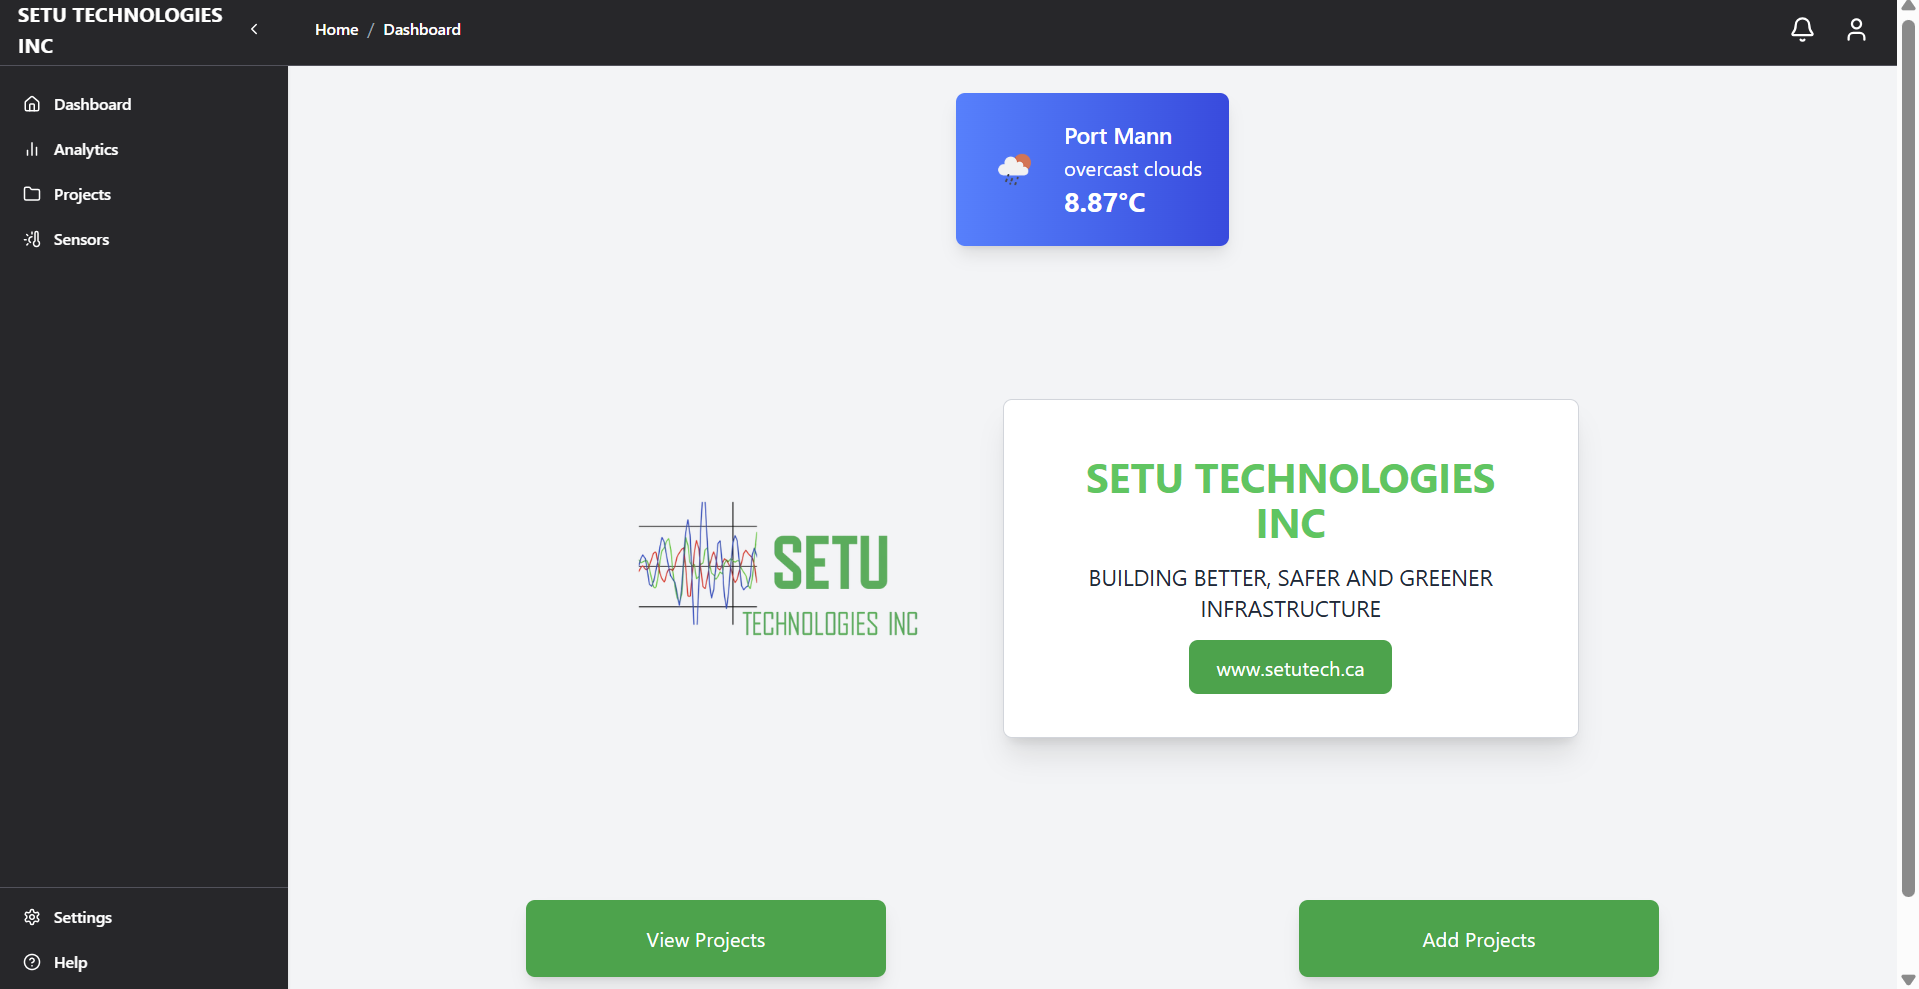 SETU TECHNOLOGIES
INC
Home / Dashboard
Dashboard
Analytics
Projects
Sensors
Settings
Help
Port Mann
overcast clouds
8.87°C
SETU
TECHNOLOGIES INC
SETU TECHNOLOGIES
INC
BUILDING BETTER, SAFER AND GREENER
INFRASTRUCTURE
www.setutech.ca
View Projects
Add Projects